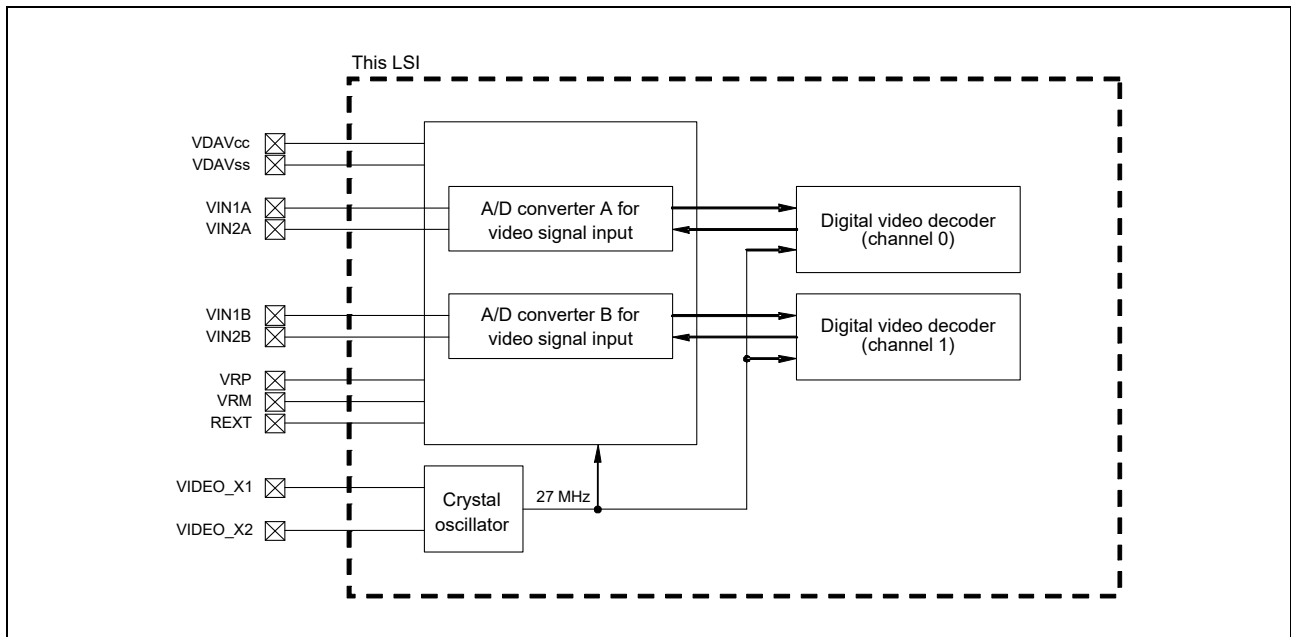 This LSI
VDAVcc
VDAVss
VIN1A
VIN2A
A/D converter A for
video signal input
Digital video decoder
(channel 0)
VIN1B
VIN2B
A/D converter B for
video signal input
Digital video decoder
(channel 1)
VRP
VRM
REXT
VIDEO_X1
VIDEO_X2
Crystal
oscillator
27 MHz